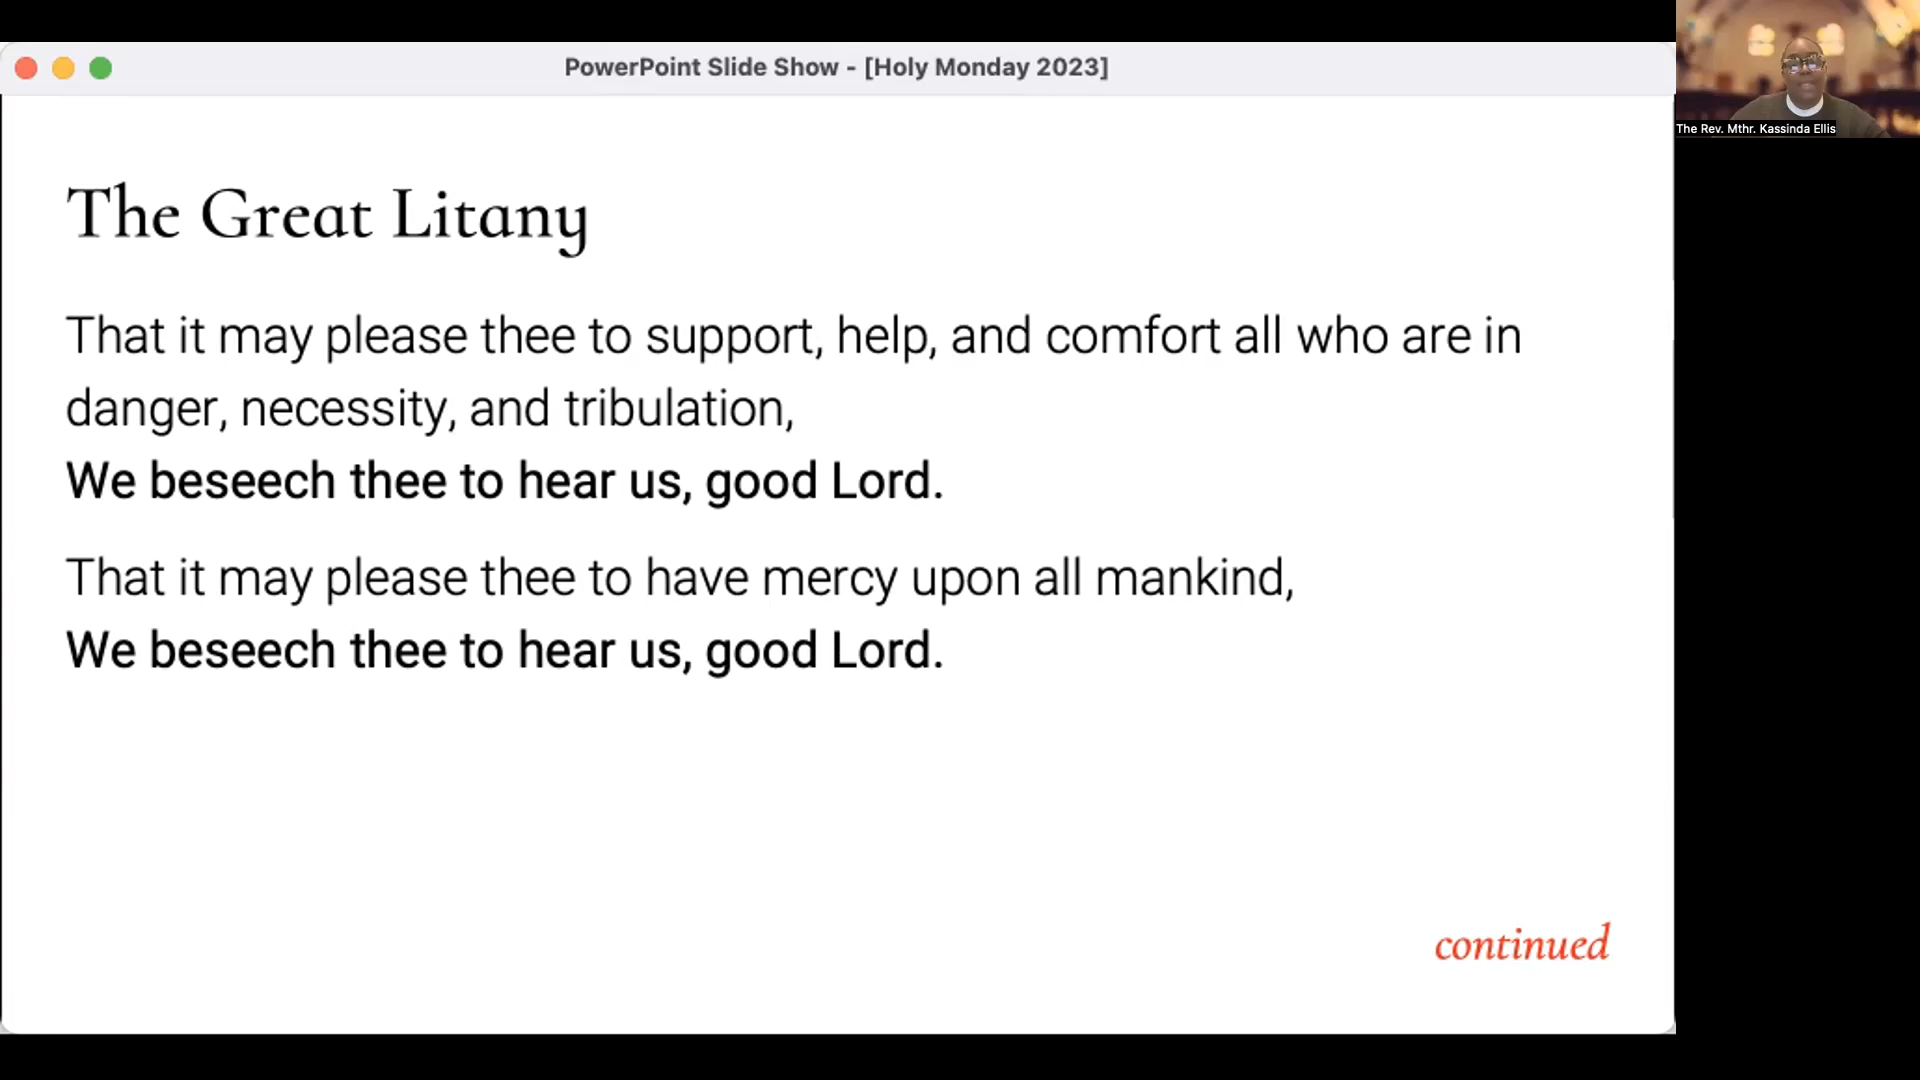 PowerPoint Slide Show - [Holy Monday 2023]
The Rev. Mthr. Kassinda Ellis
The Great Litany
That it may please thee to support, help, and comfort all who are in
danger, necessity, and tribulation,
We beseech thee to hear us, good Lord.
That it may please thee to have mercy upon all mankind,
We beseech thee to hear us, good Lord.
continued